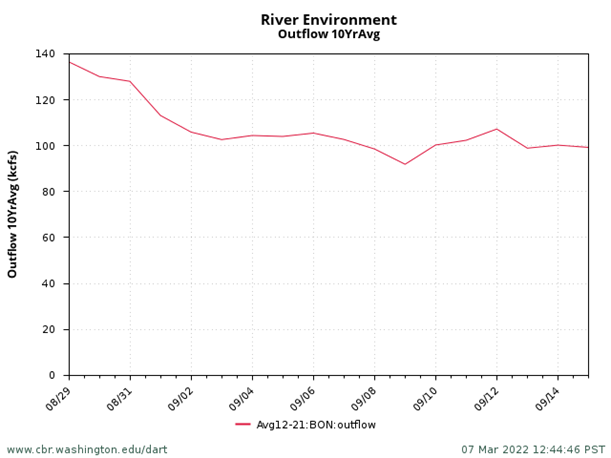 River Environment
Outflow 10YrAvg
Outflow 10YrAvg (kcfs)
140
120
100
80
60
40
20
0
08/29
08/31
09/02
09/04
09/06
09/08
09/10
09/12
09/14
Avg12-21:BON:outflow
www.cbr.washington.edu/dart
07 Mar 2022 12:44:46 PST